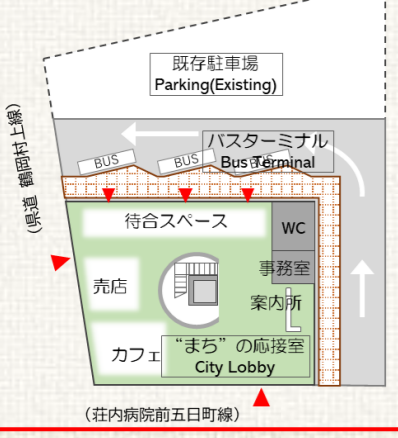 既存駐車場
Parking(Existing)
バスターミナル
Bus Terminal
BUS
BUS
BUS
(県道 鶴岡村上線)
待合スペース
WC
事務室
売店
案内所
カフェ
“まち”の応接室
City Lobby
(荘内病院前五日町線)